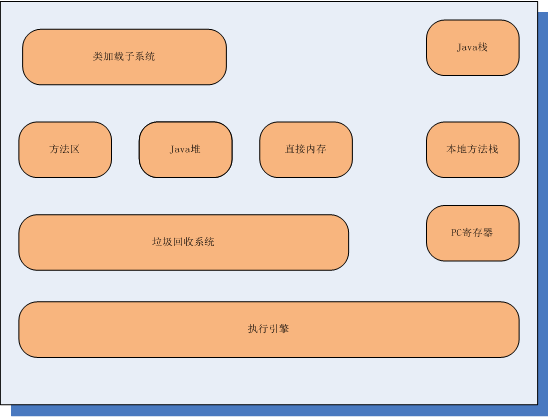 类加载子系统
Java栈
方法区
Java堆
直接内存
本地方法栈
垃圾回收系统
PC寄存器
执行引擎